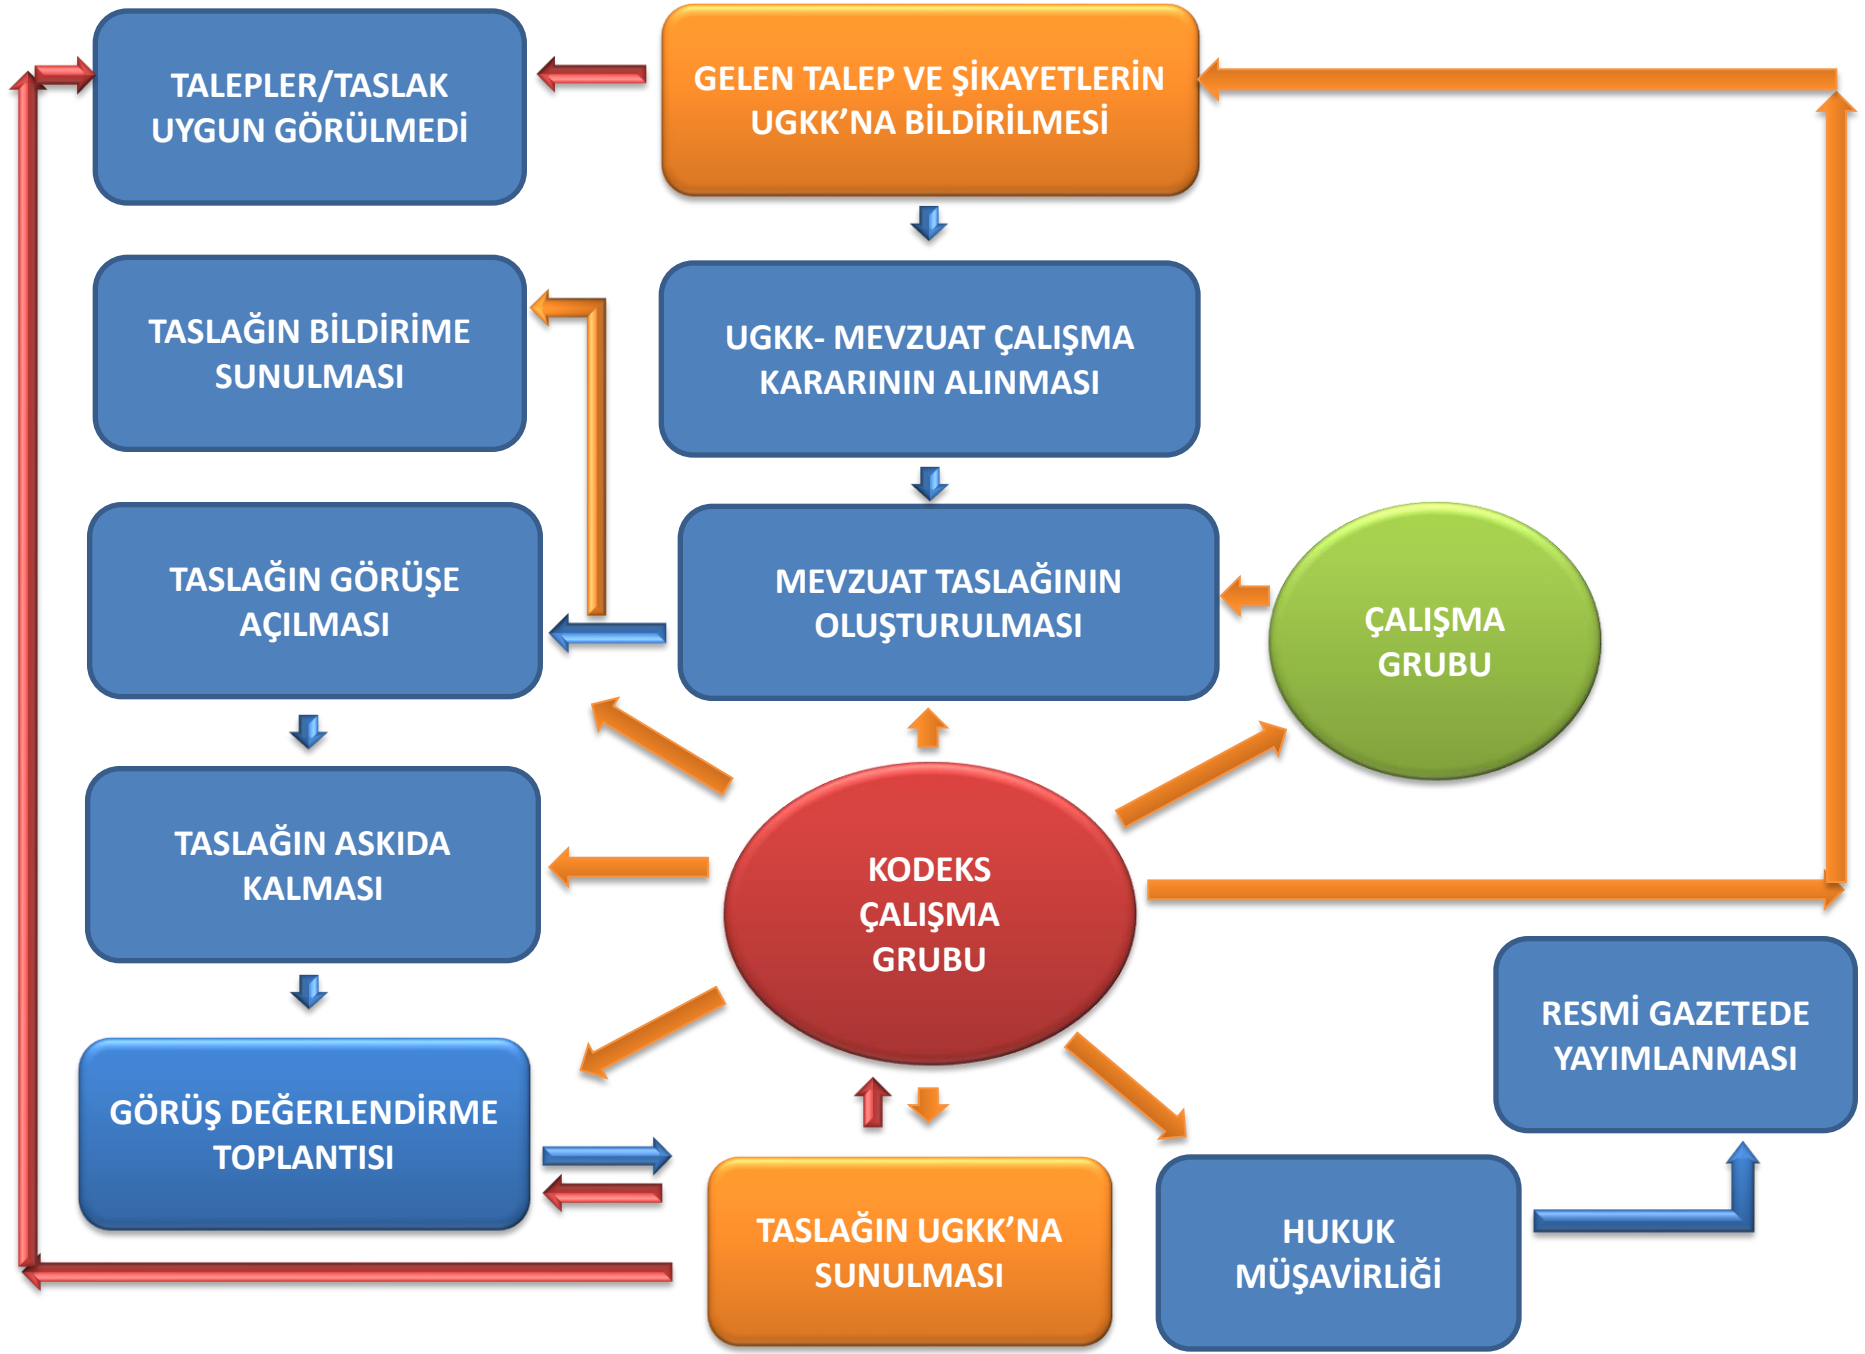 TALEPLER/TASLAK
UYGUN GÖRÜLMEDİ
GELEN TALEP VE ŞİKAYETLERİN
UGKK’NA BİLDİRİLMESİ
TASLAĞIN BİLDİRİME
SUNULMASI
UGKK- MEVZUAT ÇALIŞMA
KARARININ ALINMASI
TASLAĞIN GÖRÜŞE
AÇILMASI
MEVZUAT TASLAĞININ
OLUŞTURULMASI
ÇALIŞMA
GRUBU
TASLAĞIN ASKIDA
KALMASI
KODEKS
ÇALIŞMA
GRUBU
RESMİ GAZETEDE
YAYIMLANMASI
GÖRÜŞ DEĞERLENDİRME
TOPLANTISI
TASLAĞIN UGKK’NA
SUNULMASI
HUKUK
MÜŞAVİRLİĞİ